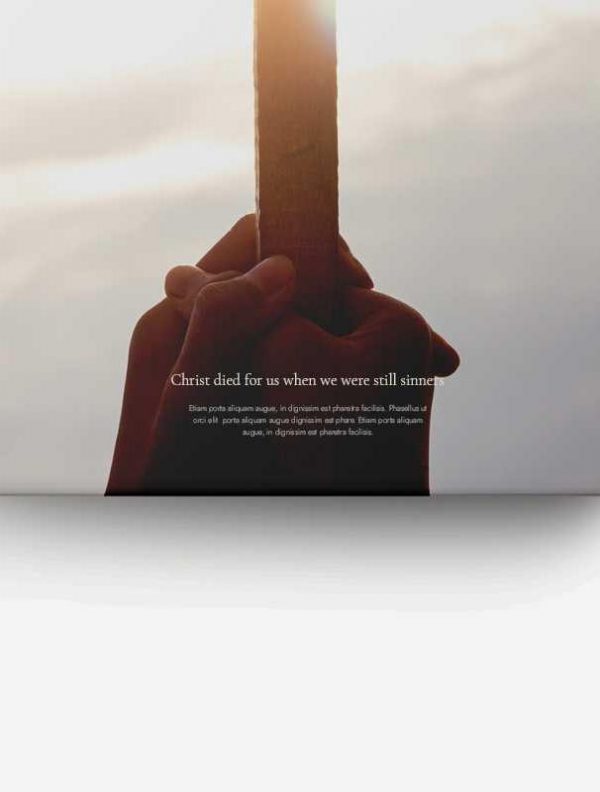 Christ died for us when we were still sinners
Etiam porta aliquam augue, in dignissim est pharetra facilisis. Phasellus ut
orci elit porta aliquam augue dignissim est phare. Etiam porta aliquam
augue, in dignissim est pharetra facilisis.